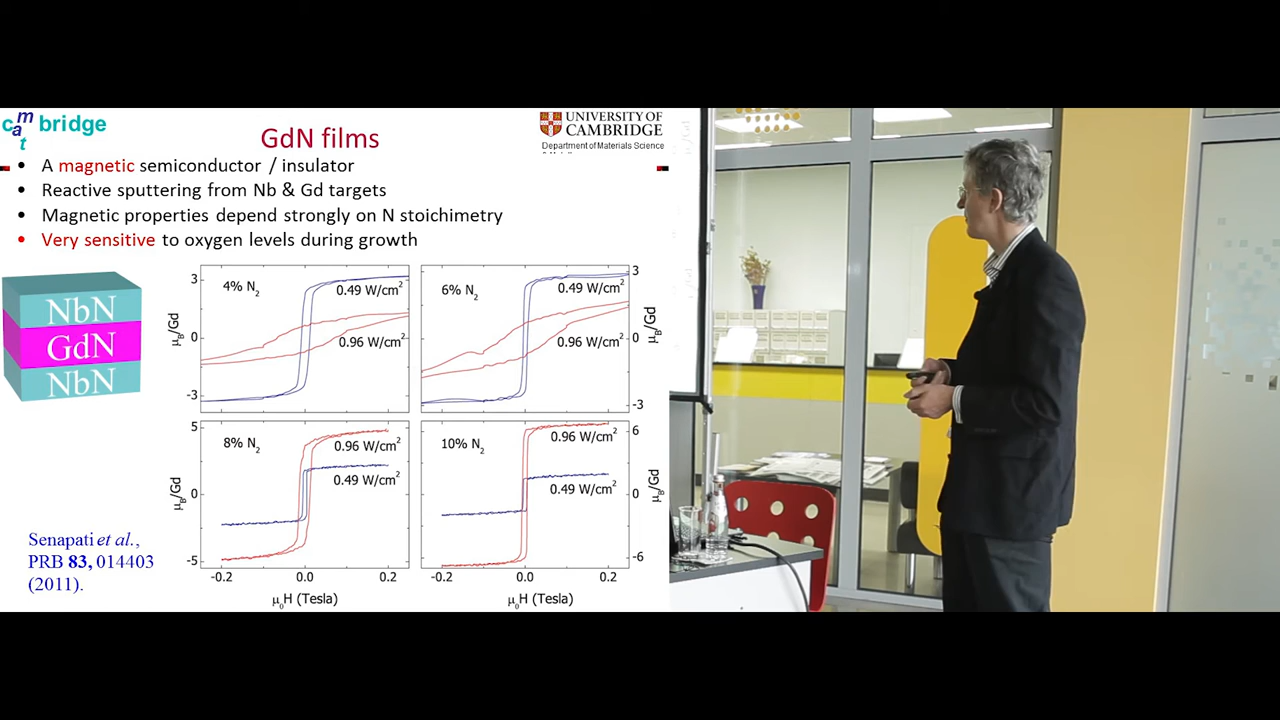 cam bridge
mat
UNIVERSITY OF
CAMBRIDGE
Department of Materials Science
GdN films
• A magnetic semiconductor / insulator
• Reactive sputtering from Nb & Gd targets
• Magnetic properties depend strongly on N stoichimetry
• Very sensitive to oxygen levels during growth
NbN
GdN
NbN
4% N2
0.49 W/cm2
0.96 W/cm2
3
0
-3
μB/Gd
6% N2
0.49 W/cm2
0.96 W/cm2
3
0
-3
μB/Gd
8% N2
0.96 W/cm2
0.49 W/cm2
5
0
-5
μB/Gd
-0.2
0.0
0.2
μ0H (Tesla)
10% N2
0.96 W/cm2
0.49 W/cm2
6
0
-6
μB/Gd
-0.2
0.0
0.2
μ0H (Tesla)
Senapati et al.,
PRB 83, 014403
(2011).